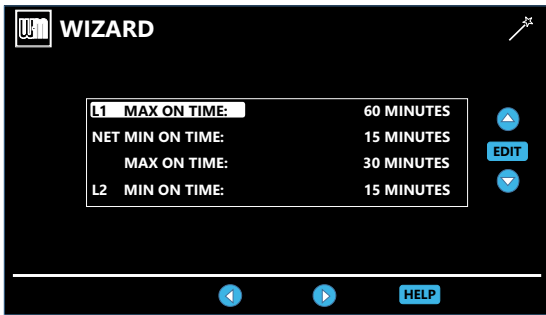 WM WIZARD
L1 MAX ON TIME: 60 MINUTES
NET MIN ON TIME: 15 MINUTES
MAX ON TIME: 30 MINUTES
EDIT
L2 MIN ON TIME: 15 MINUTES
HELP